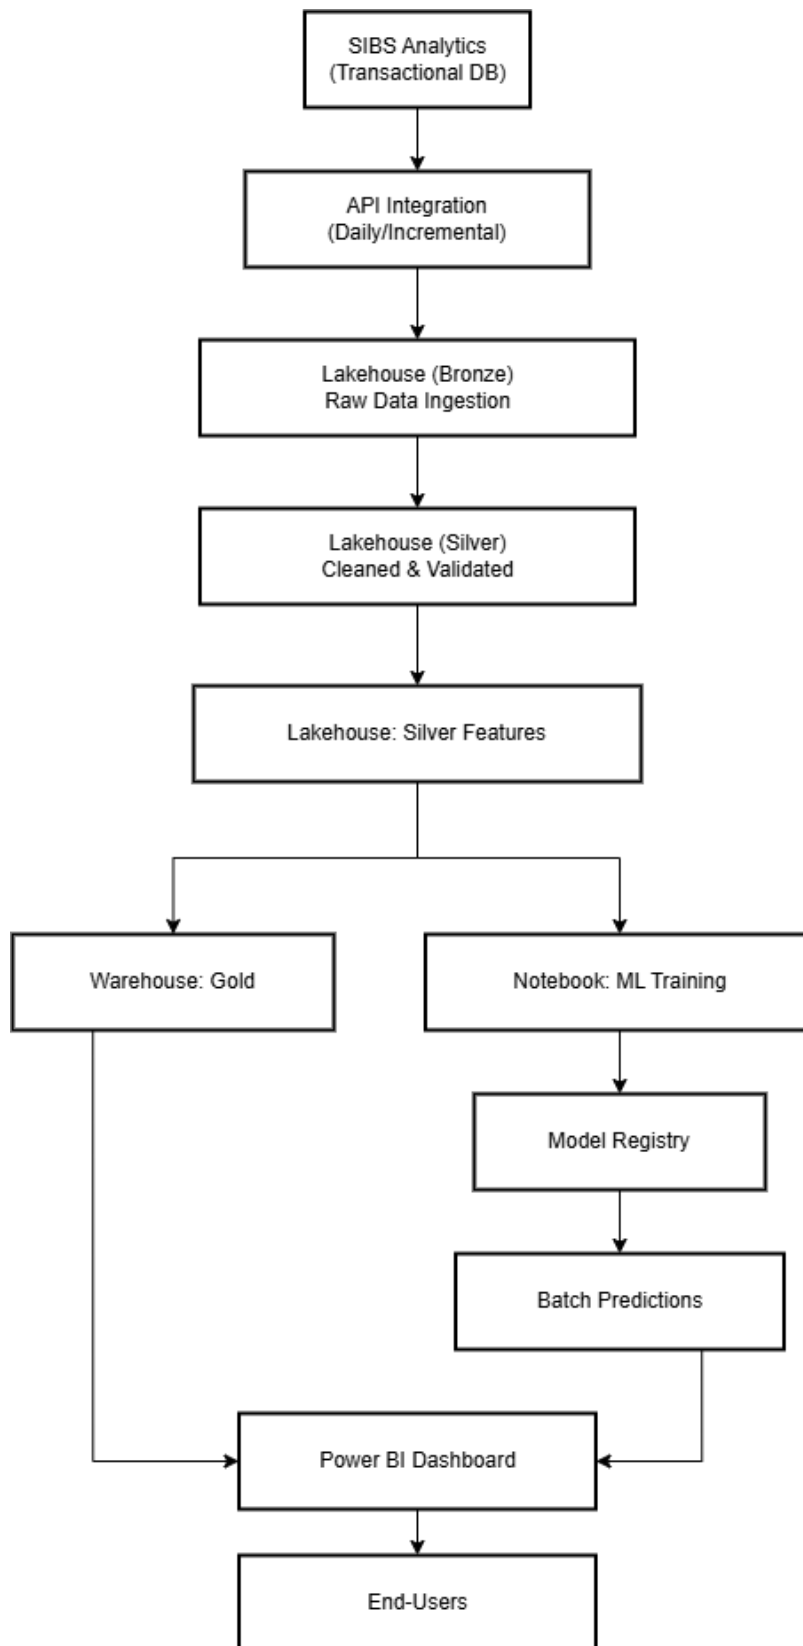 SIBS Analytics
(Transactional DB)
API Integration
(Daily/Incremental)
Lakehouse (Bronze)
Raw Data Ingestion
Lakehouse (Silver)
Cleaned & Validated
Lakehouse: Silver Features
Warehouse: Gold
Notebook: ML Training
Model Registry
Batch Predictions
Power BI Dashboard
End-Users